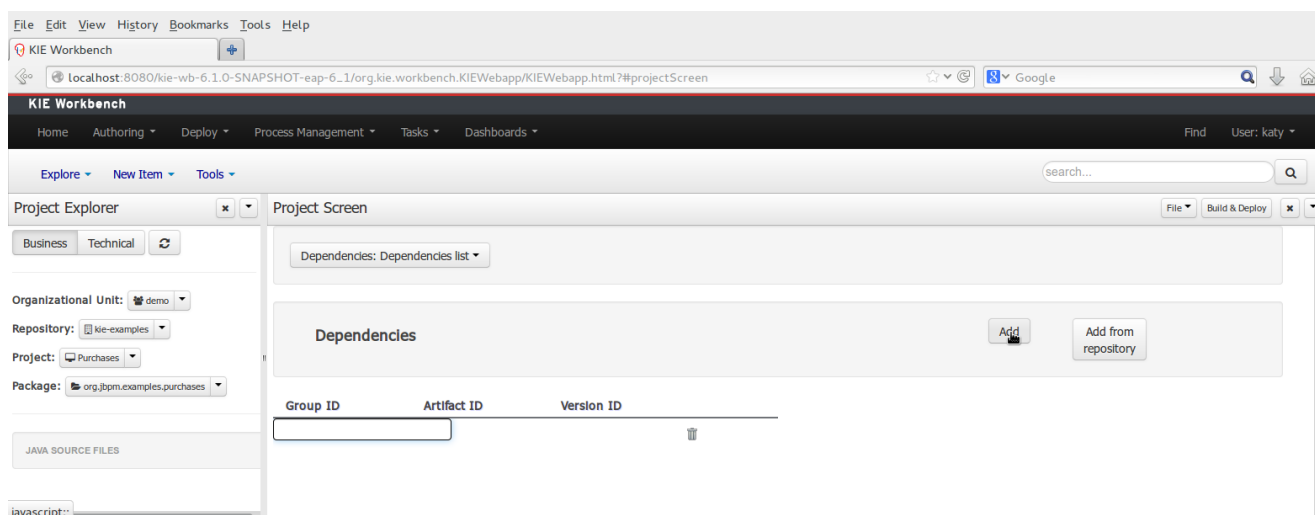 File Edit View History Bookmarks Tools Help
KIE Workbench
localhost:8080/kie-wb-6.1.0-SNAPSHOT-eap-6_1/org.kie.workbench.KIEWebapp/KIEWebapp.html?#projectScreen
8 Google
KIE Workbench
Home Authoring Deploy Process Management Tasks Dashboards Find User: katy
Explore New Item Tools search...
Project Explorer Project Screen File Build & Deploy
Business Technical
Dependencies: Dependencies list
Organizational Unit: demo
Repository: kie-examples
Project: Purchases
Package: org.jbpm.examples.purchases
Dependencies Add Add from
repository
Group ID Artifact ID Version ID
JAVA SOURCE FILES
javascript:;